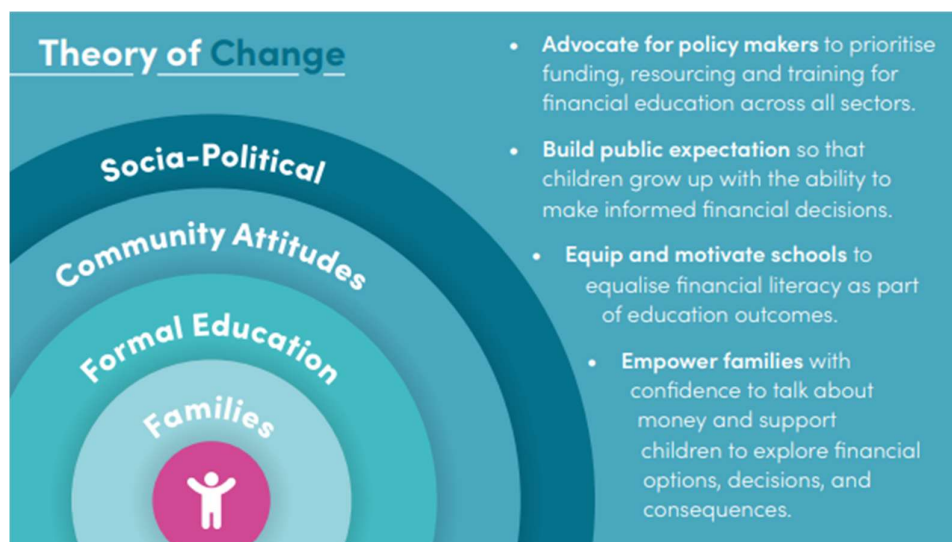 Theory of Change
Socia-Political
Community Attitudes
Formal Education
Families
• Advocate for policy makers to prioritise
funding, resourcing and training for
financial education across all sectors.
• Build public expectation so that
children grow up with the ability to
make informed financial decisions.
• Equip and motivate schools to
equalise financial literacy as part
of education outcomes.
• Empower families with
confidence to talk about
money and support
children to explore financial
options, decisions, and
consequences.